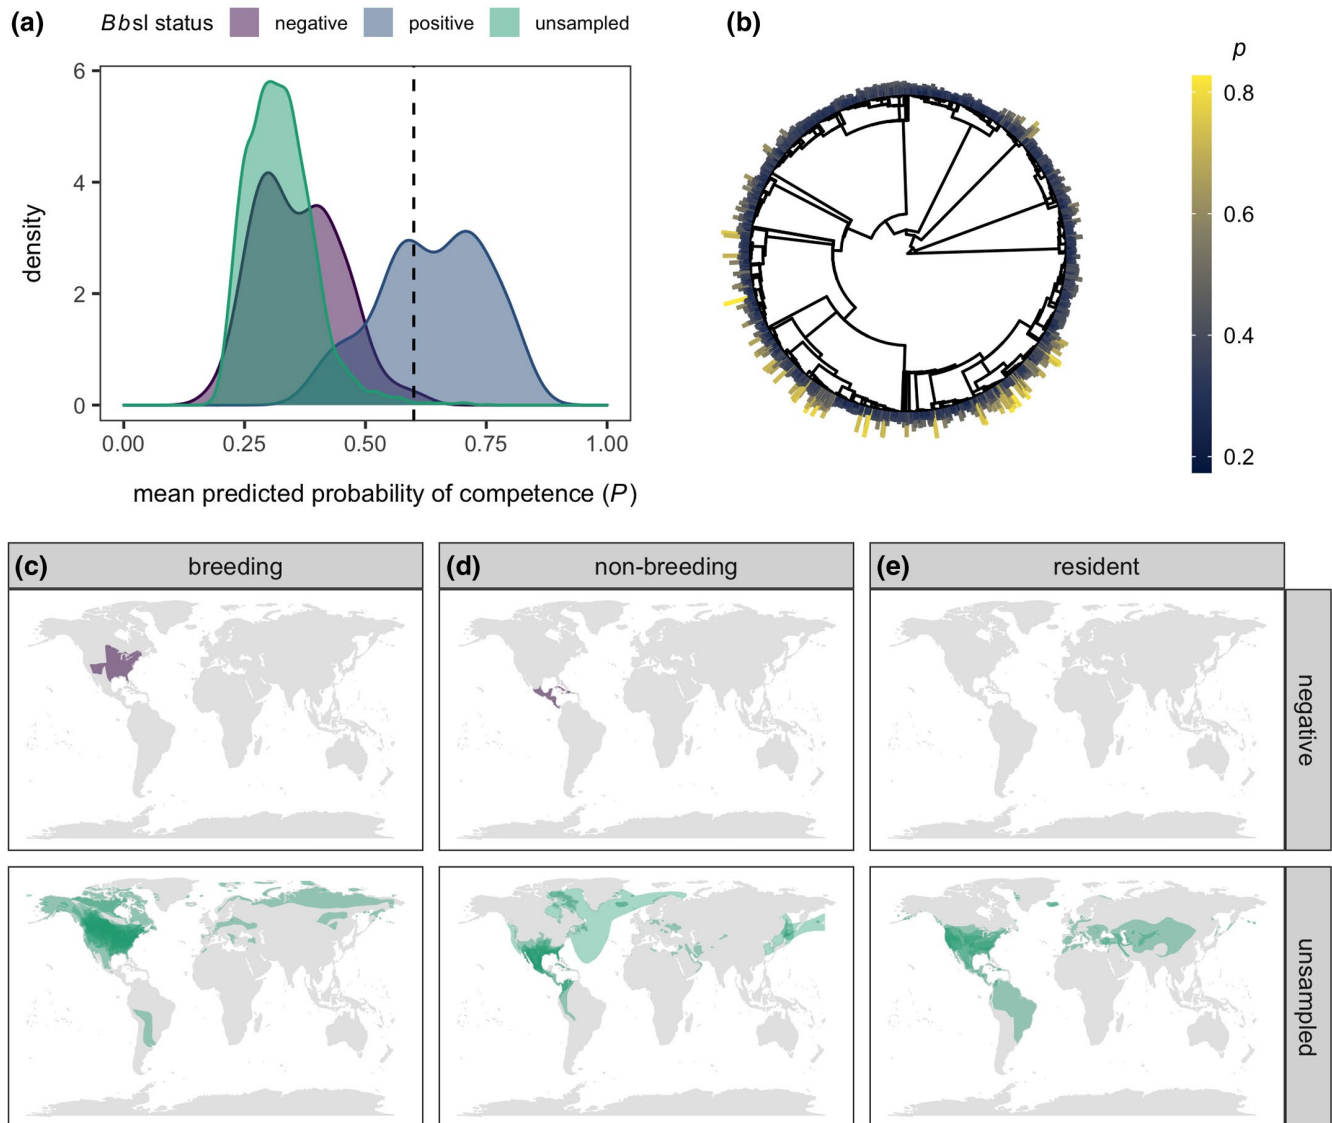 (a) Bbsl status negative positive unsampled
6
4
2
0
density
0.00 0.25 0.50 0.75 1.00
mean predicted probability of competence (P)
(b)
p
0.8
0.6
0.4
0.2
(c) breeding
(d) non-breeding
(e) resident
negative
unsampled